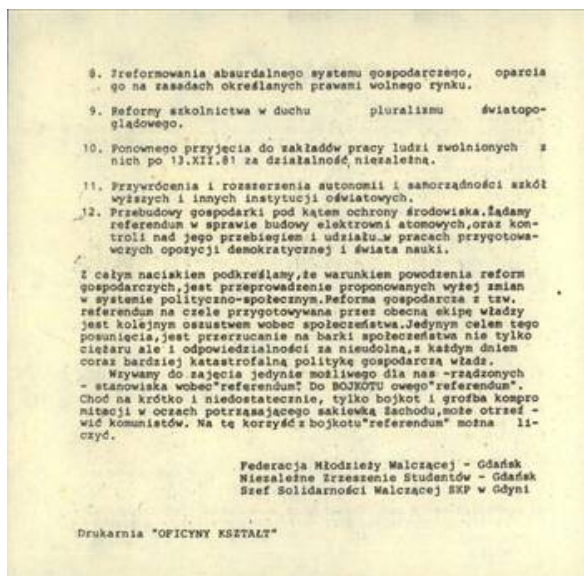 8. Zreformowania absurdalnego systemu gospodarczego, oparcia
go na zasadach określanych prawami wolnego rynku.
9. Reformy szkolnictwa w duchu pluralizmu światopo-
glądowego.
10. Ponownego przyjęcia do zakładów pracy ludzi zwolnionych z
nich po 13.XII.81 za działalność niezależną.
11. Przywrócenia i rozszerzenia autonomii i samorządności szkół
wyższych i innych instytucji oświatowych.
12. Przebudowy gospodarki pod kątem ochrony środowiska.Żądamy
referendum w sprawie budowy elektrowni atomowych,oraz kon-
troli nad jego przebiegiem i udziału w pracach przygotowa-
wczych opozycji demokratycznej i świata nauki.
Z całym naciskiem podkreślamy,że warunkiem powodzenia reform
gospodarczych,jest przeprowadzenie proponowanych wyżej zmian
w systemie polityczno-społecznym.Reforma gospodarcza z tzw.
referendum na czele przygotowywana przez obecną ekipę władzy
jest kolejnym oszustwem wobec społeczeństwa.Jedynym celem tego
posunięcia,jest przerzucanie na barki społeczeństwa nie tylko
ciężaru ale i odpowiedzialności za nieudolną,z każdym dniem
coraz bardziej katastrofalną politykę gospodarczą władz.
Wzywamy do zajęcia jedynie możliwego dla nas -rządzonych
- stanowiska wobec"referendum". Do BOJKOTU owego"referendum".
Choć na krótko i niedostatecznie, tylko bojkot i groźba kompro
mitacji w oczach potrząsającego sakiewką Zachodu,może otrzeź -
wić komunistów. Na tę korzyść z bojkotu"referendum" można li-
czyć.
Federacja Młodzieży Walczącej - Gdańsk
Niezależne Zrzeszenie Studentów - Gdańsk
Szef Solidarności Walczącej SKP w Gdyni
Drukarnia "OFICYNY KSZTAŁT"